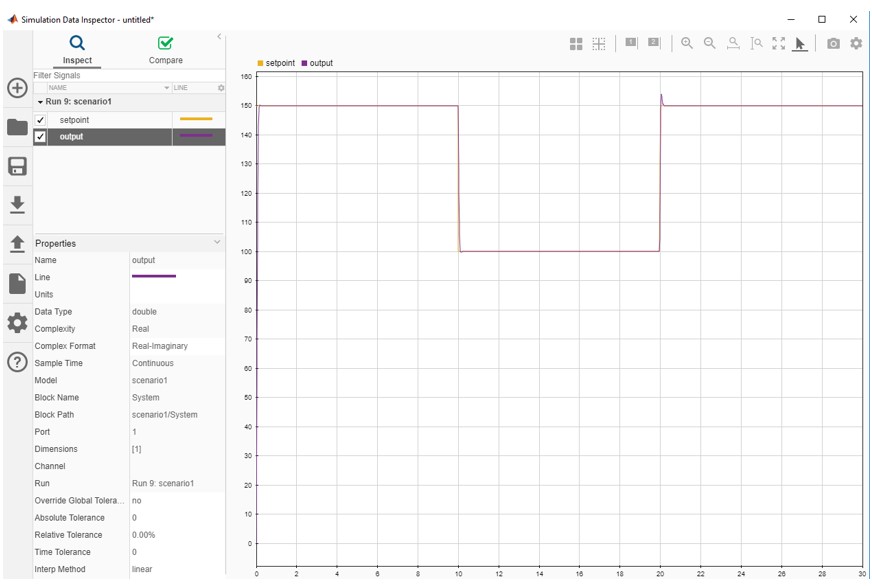 Simulation Data Inspector - untitled*
Inspect
Compare
Filter Signals
NAME LINE
Run 9: scenario1
setpoint
output
Properties
Name output
Line
Units
Data Type double
Complexity Real
Complex Format Real-Imaginary
Sample Time Continuous
Model scenario1
Block Name System
Block Path scenario1/System
Port 1
Dimensions [1]
Channel
Run Run 9: scenario1
Override Global Tolera... no
Absolute Tolerance 0
Relative Tolerance 0.00%
Time Tolerance 0
Interp Method linear
setpoint output
160
150
140
130
120
110
100
90
80
70
60
50
40
30
20
10
0
0 2 4 6 8 10 12 14 16 18 20 22 24 26 28 30